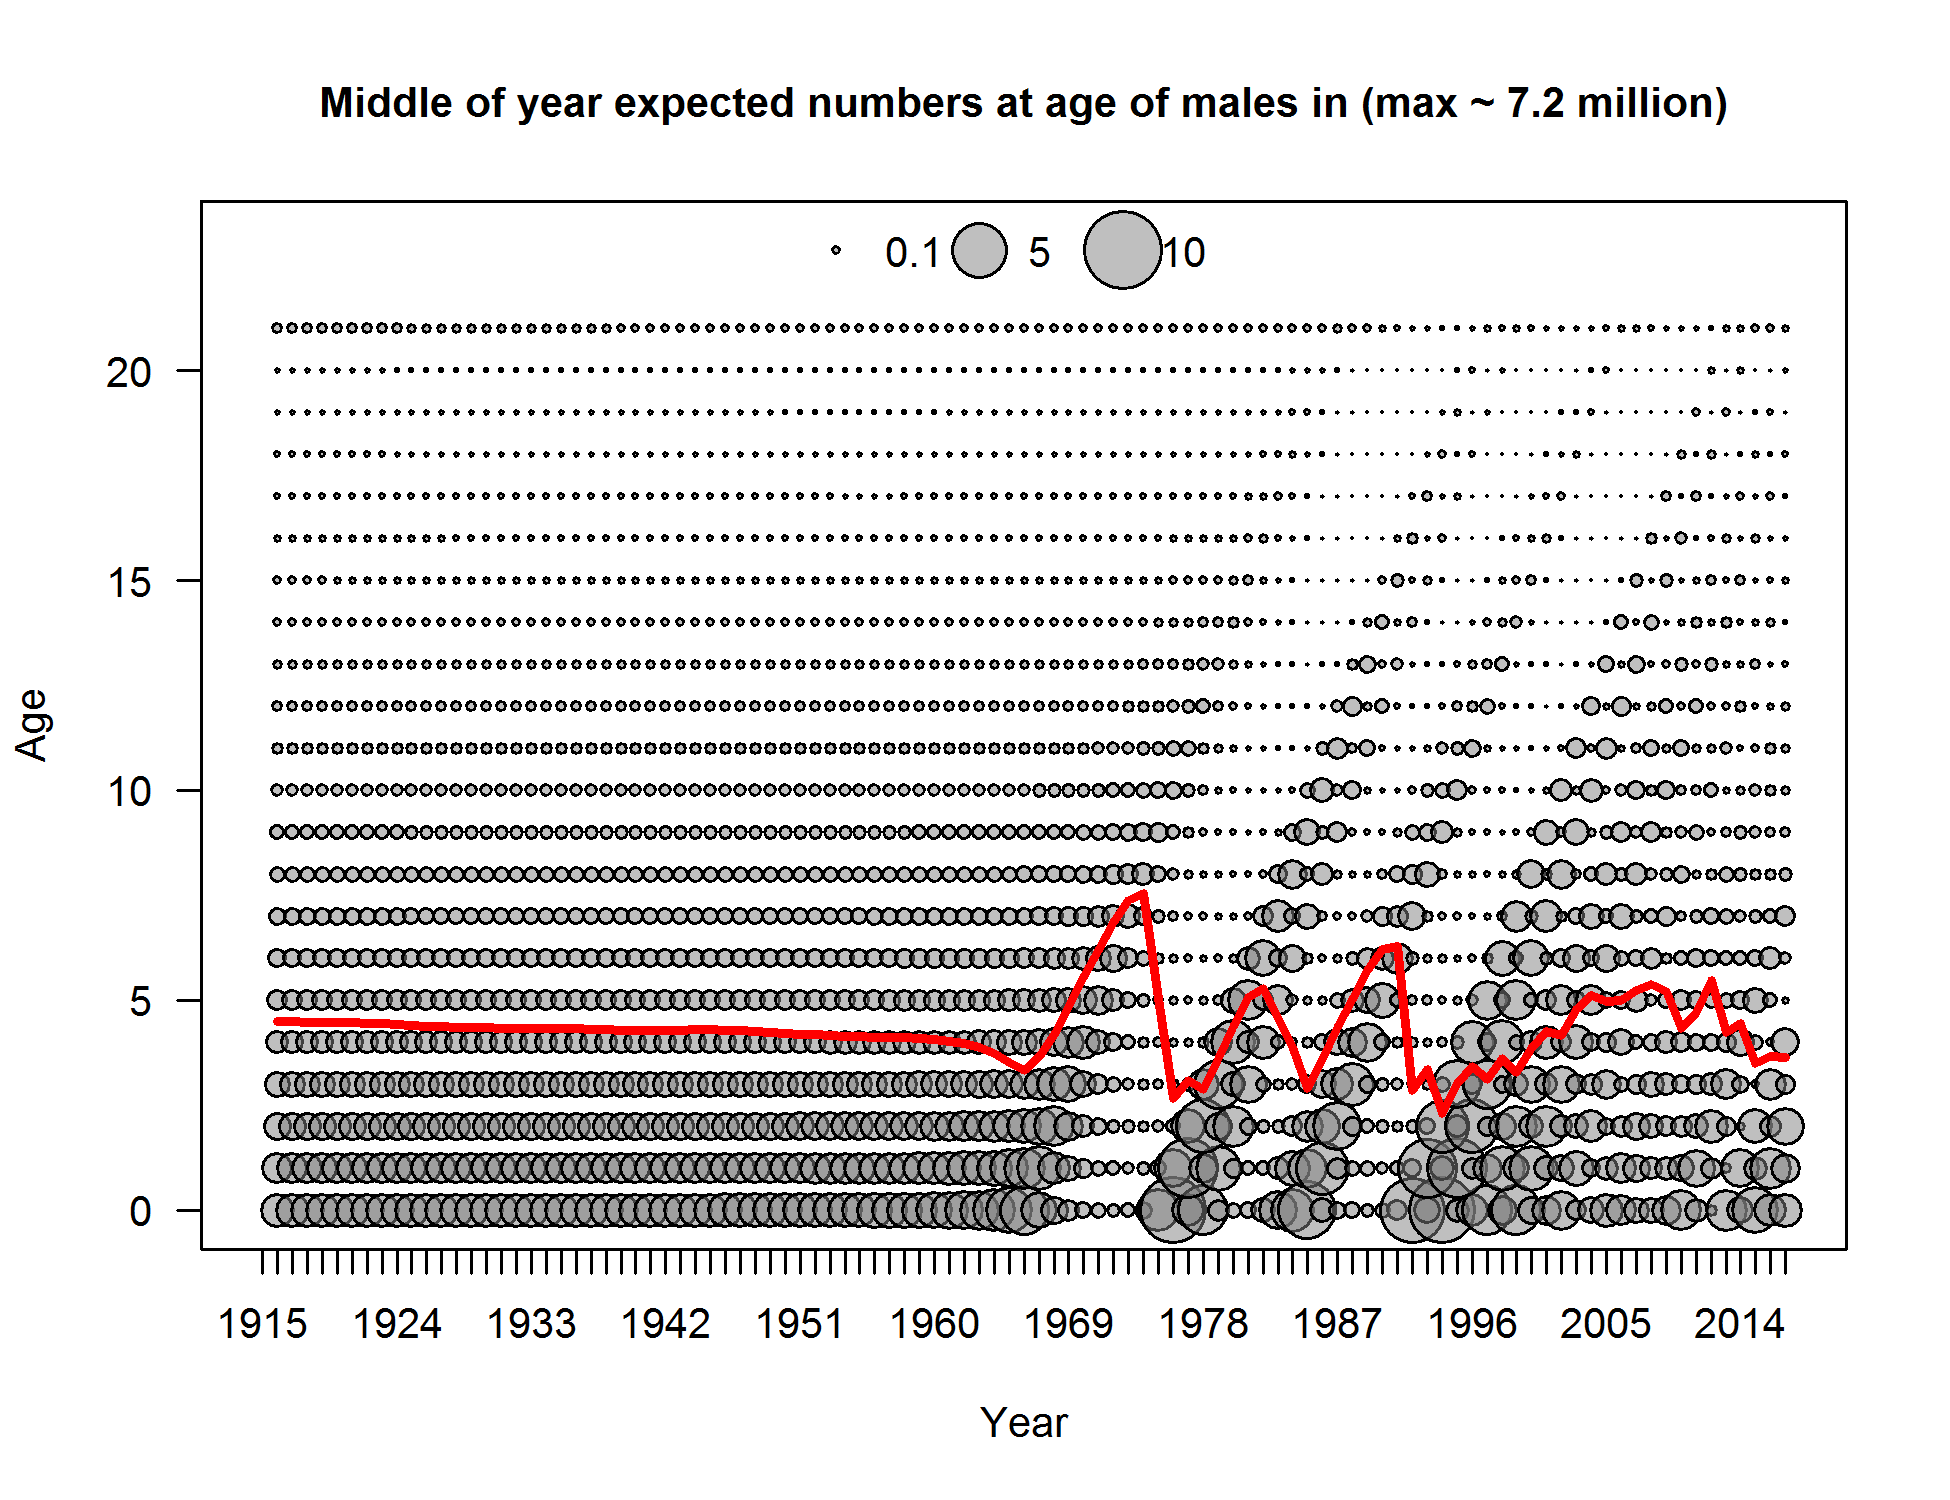 Middle of year expected numbers at age of males in (max ~ 7.2 million)
0.1 5 10
20
15
10
5
0
Age
1915 1924 1933 1942 1951 1960 1969 1978 1987 1996 2005 2014
Year